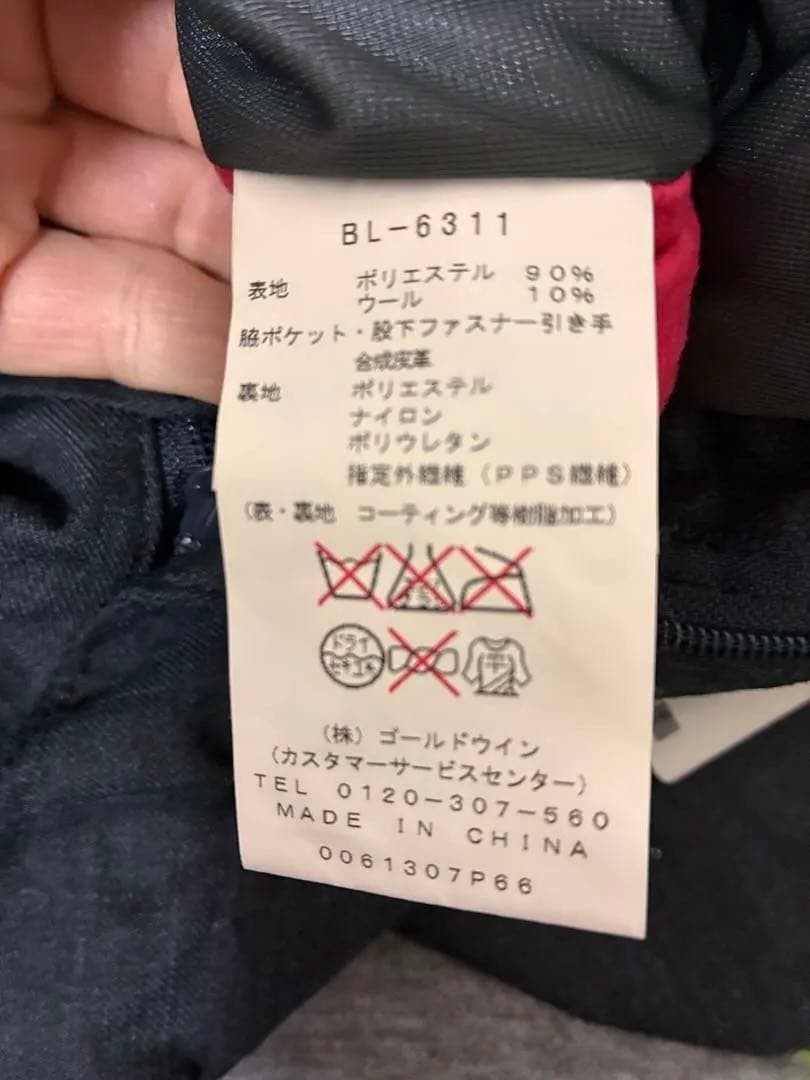 BL-6311
表地 ポリエステル 90%
ウール 10%
脇ポケット・股下ファスナー引き手
合成皮革
裏地 ポリエステル
ナイロン
ポリウレタン
指定外繊維（PPS繊維）
（表・裏地 コーティング等樹脂加工）
ドライ
セキユ系
（株）ゴールドウイン
（カスタマーサービスセンター）
TEL 0120-307-560
MADE IN CHINA
0061307P66